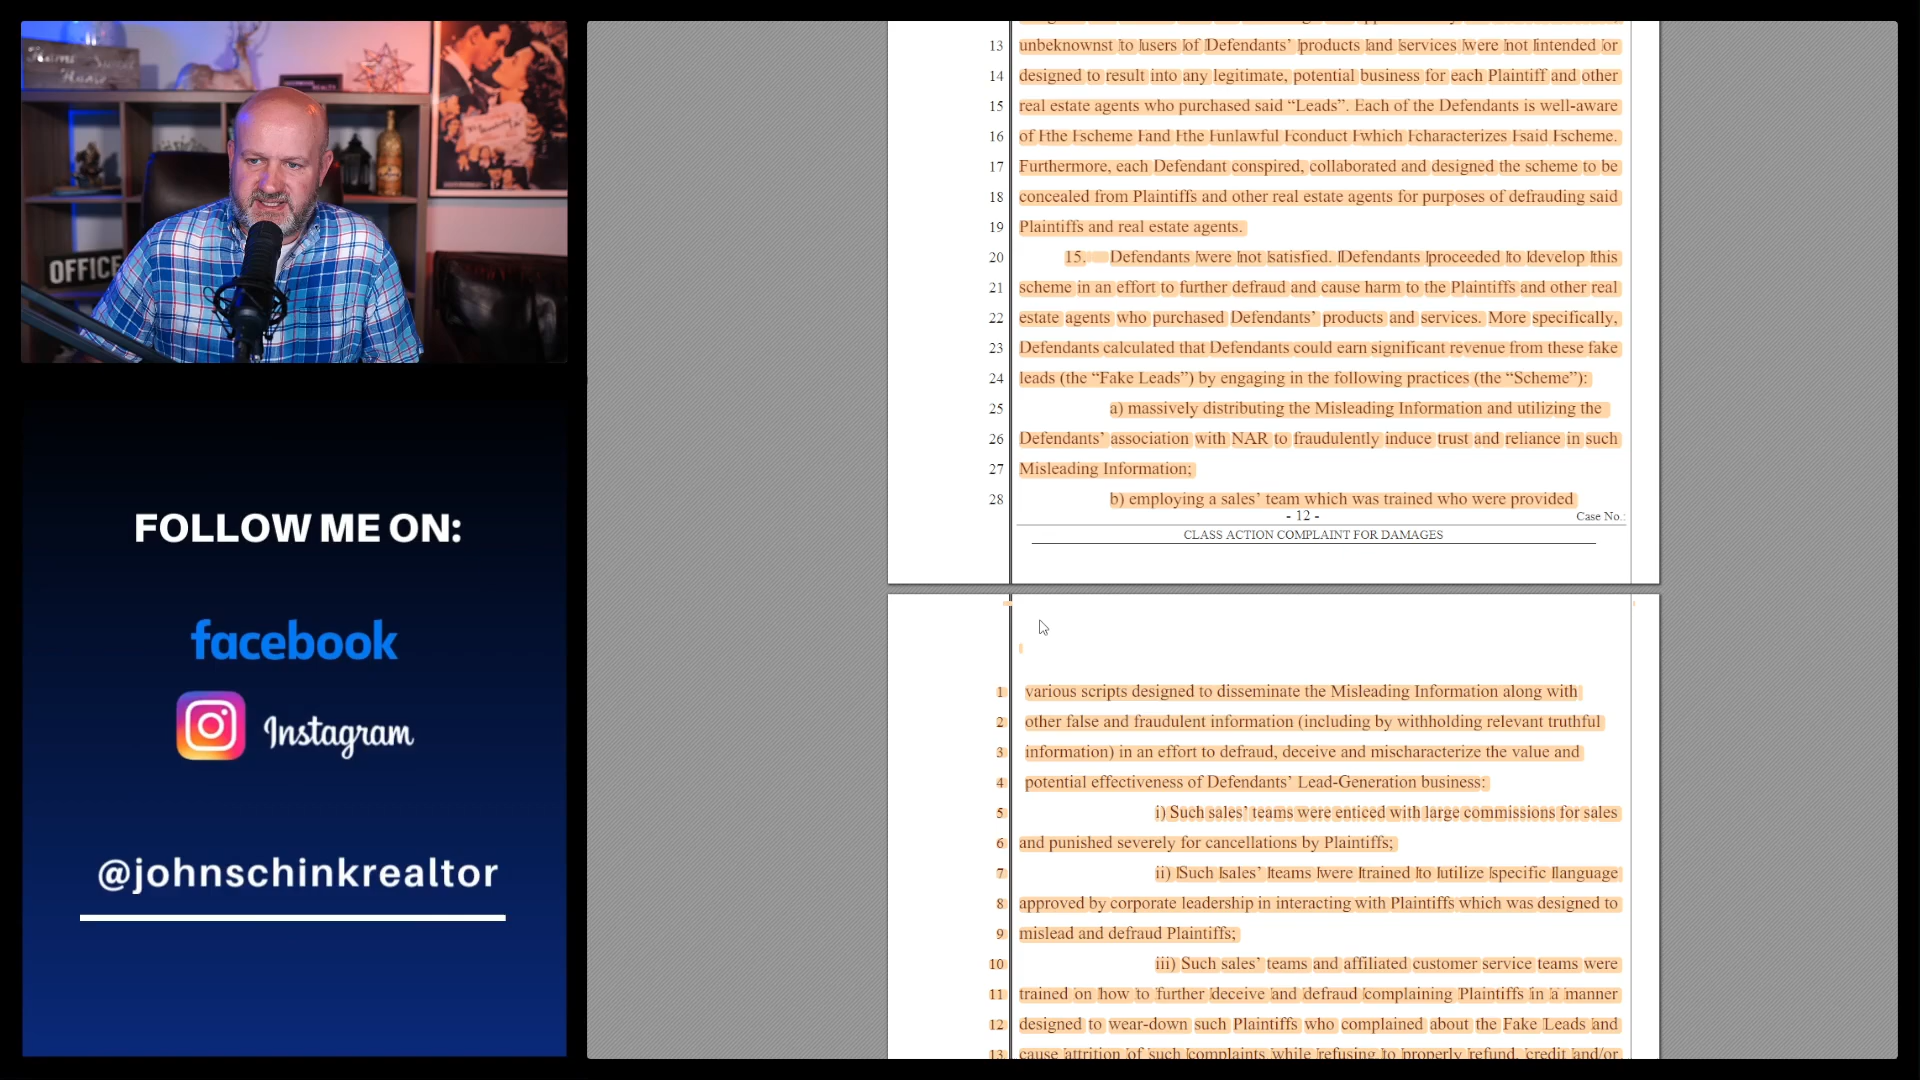 OFFICE
FOLLOW ME ON:
facebook
Instagram
@johnschinkrealtor
13 unbeknownst to users of Defendants’ products and services were not intended or
14 designed to result into any legitimate, potential business for each Plaintiff and other
15 real estate agents who purchased said “Leads”. Each of the Defendants is well-aware
16 of the scheme and the unlawful conduct which characterizes said scheme.
17 Furthermore, each Defendant conspired, collaborated and designed the scheme to be
18 concealed from Plaintiffs and other real estate agents for purposes of defrauding said
19 Plaintiffs and real estate agents.
20 15. Defendants were not satisfied. Defendants proceeded to develop this
21 scheme in an effort to further defraud and cause harm to the Plaintiffs and other real
22 estate agents who purchased Defendants’ products and services. More specifically,
23 Defendants calculated that Defendants could earn significant revenue from these fake
24 leads (the “Fake Leads”) by engaging in the following practices (the “Scheme”):
25 a) massively distributing the Misleading Information and utilizing the
26 Defendants’ association with NAR to fraudulently induce trust and reliance in such
27 Misleading Information;
28 b) employing a sales’ team which was trained who were provided
- 12 - Case No.:
CLASS ACTION COMPLAINT FOR DAMAGES
1 various scripts designed to disseminate the Misleading Information along with
2 other false and fraudulent information (including by withholding relevant truthful
3 information) in an effort to defraud, deceive and mischaracterize the value and
4 potential effectiveness of Defendants’ Lead-Generation business:
5 i) Such sales’ teams were enticed with large commissions for sales
6 and punished severely for cancellations by Plaintiffs;
7 ii) Such sales’ teams were trained to utilize specific language
8 approved by corporate leadership in interacting with Plaintiffs which was designed to
9 mislead and defraud Plaintiffs;
10 iii) Such sales’ teams and affiliated customer service teams were
11 trained on how to further deceive and defraud complaining Plaintiffs in a manner
12 designed to wear-down such Plaintiffs who complained about the Fake Leads and
13 cause attrition of such complaints while refusing to properly refund, credit and/or